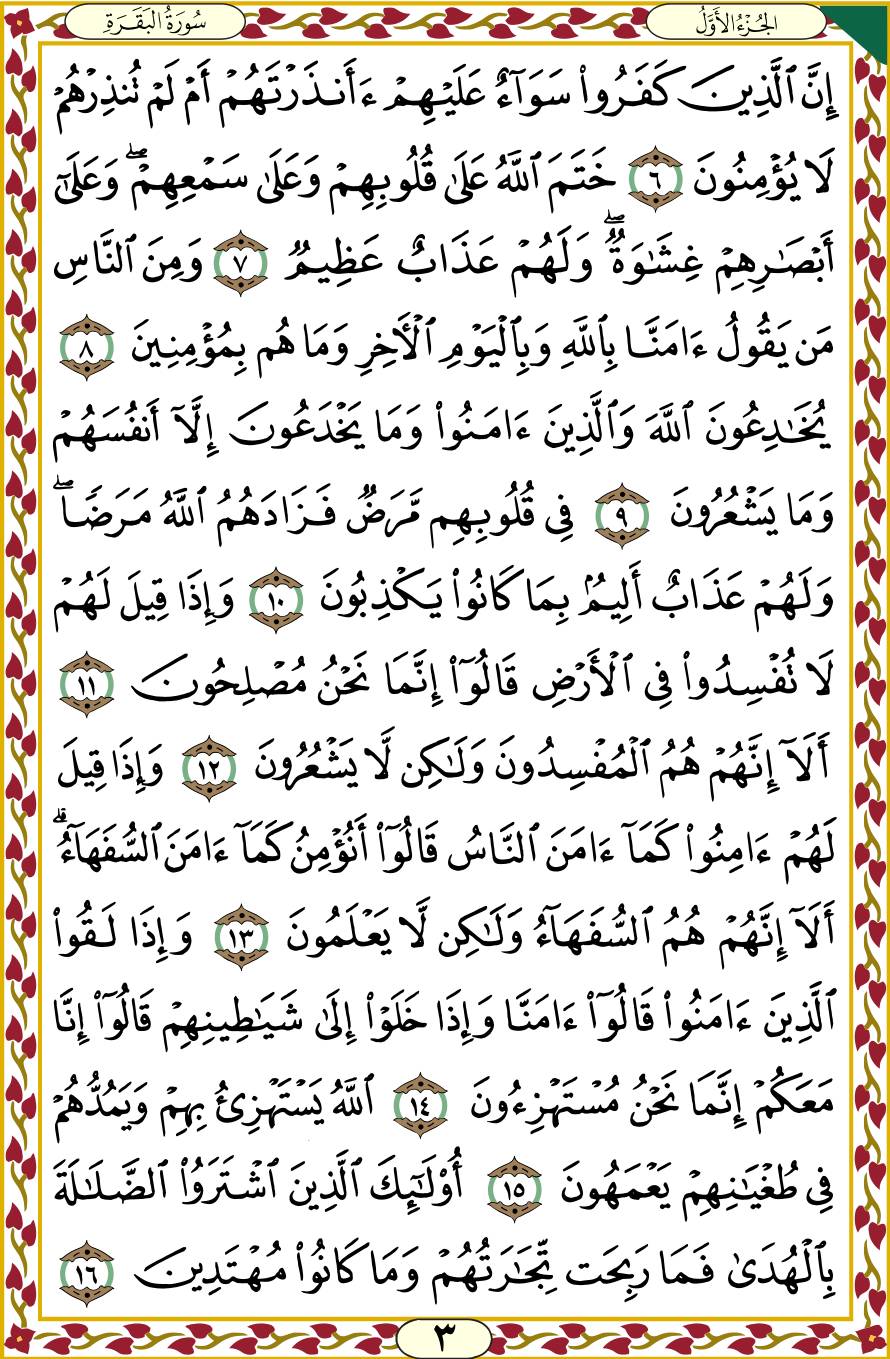 الجُزْءُ الأَوَّلُ
سُورَةُ البَقَرَةِ
إِنَّ ٱلَّذِينَ كَفَرُواْ سَوَآءٌ عَلَيْهِمْ ءَأَنذَرْتَهُمْ أَمْ لَمْ تُنذِرْهُمْ
لَا يُؤْمِنُونَ ٦ خَتَمَ ٱللَّهُ عَلَىٰ قُلُوبِهِمْ وَعَلَىٰ سَمْعِهِمْۖ وَعَلَىٰٓ
أَبْصَـٰرِهِمْ غِشَـٰوَةٌۖ وَلَهُمْ عَذَابٌ عَظِيمٌ ٧ وَمِنَ ٱلنَّاسِ
مَن يَقُولُ ءَامَنَّا بِٱللَّهِ وَبِٱلْيَوْمِ ٱلْأَخِرِ وَمَا هُم بِمُؤْمِنِينَ ٨
يُخَـٰدِعُونَ ٱللَّهَ وَٱلَّذِينَ ءَامَنُواْ وَمَا يَخْدَعُونَ إِلَّآ أَنفُسَهُمْ
وَمَا يَشْعُرُونَ ٩ فِى قُلُوبِهِم مَّرَضٌ فَزَادَهُمُ ٱللَّهُ مَرَضًاۖ
وَلَهُمْ عَذَابٌ أَلِيمٌۢ بِمَا كَانُواْ يَكْذِبُونَ ١٠ وَإِذَا قِيلَ لَهُمْ
لَا تُفْسِدُواْ فِى ٱلْأَرْضِ قَالُوٓاْ إِنَّمَا نَحْنُ مُصْلِحُونَ ١١
أَلَآ إِنَّهُمْ هُمُ ٱلْمُفْسِدُونَ وَلَـٰكِن لَّا يَشْعُرُونَ ١٢ وَإِذَا قِيلَ
لَهُمْ ءَامِنُواْ كَمَآ ءَامَنَ ٱلنَّاسُ قَالُوٓاْ أَنُؤْمِنُ كَمَآ ءَامَنَ ٱلسُّفَهَآءُۗ
أَلَآ إِنَّهُمْ هُمُ ٱلسُّفَهَآءُ وَلَـٰكِن لَّا يَعْلَمُونَ ١٣ وَإِذَا لَقُواْ
ٱلَّذِينَ ءَامَنُواْ قَالُوٓاْ ءَامَنَّا وَإِذَا خَلَوْاْ إِلَىٰ شَيَـٰطِينِهِمْ قَالُوٓاْ إِنَّا
مَعَكُمْ إِنَّمَا نَحْنُ مُسْتَهْزِءُونَ ١٤ ٱللَّهُ يَسْتَهْزِئُ بِهِمْ وَيَمُدُّهُمْ
فِى طُغْيَـٰنِهِمْ يَعْمَهُونَ ١٥ أُوْلَـٰٓئِكَ ٱلَّذِينَ ٱشْتَرَوُاْ ٱلضَّلَـٰلَةَ
بِٱلْهُدَىٰ فَمَا رَبِحَت تِّجَـٰرَتُهُمْ وَمَا كَانُواْ مُهْتَدِينَ ١٦
٣